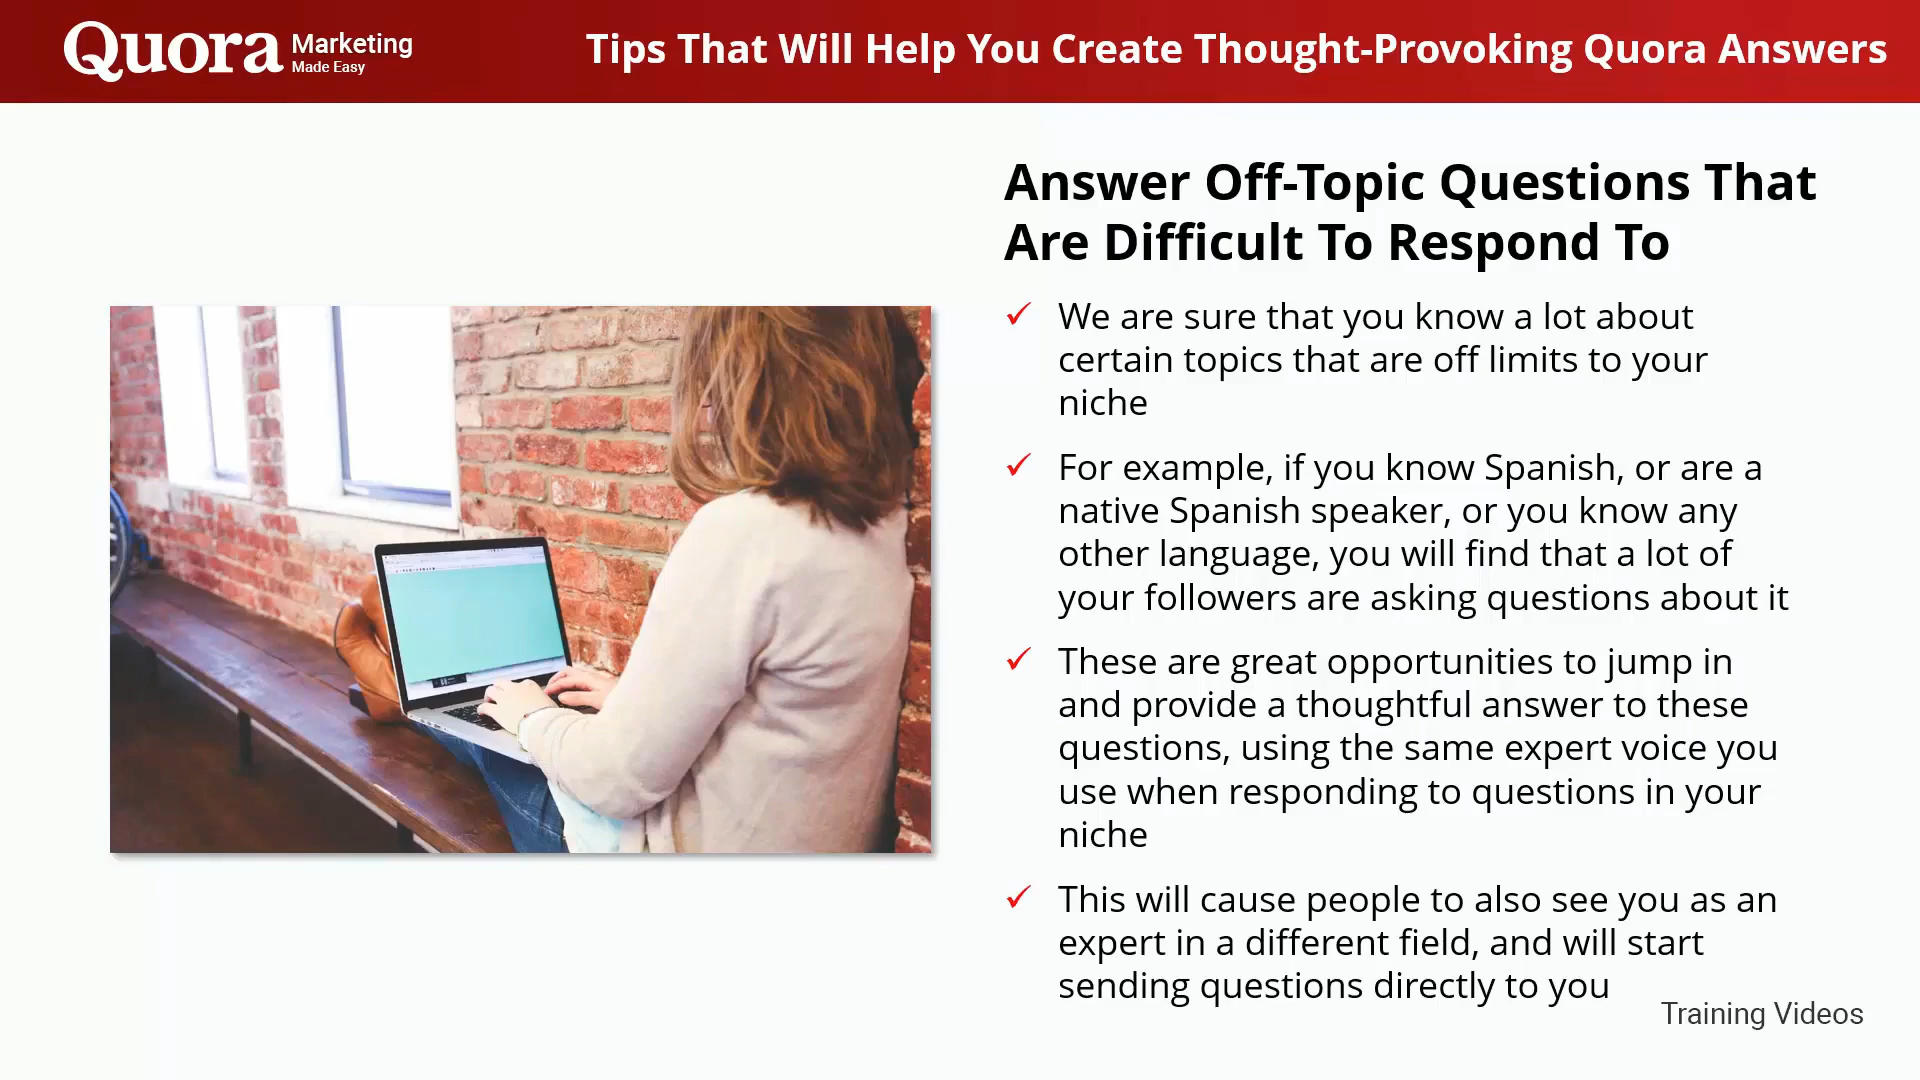 Quora Marketing
Made Easy
Tips That Will Help You Create Thought-Provoking Quora Answers
Answer Off-Topic Questions That
Are Difficult To Respond To
We are sure that you know a lot about
certain topics that are off limits to your
niche
For example, if you know Spanish, or are a
native Spanish speaker, or you know any
other language, you will find that a lot of
your followers are asking questions about it
These are great opportunities to jump in
and provide a thoughtful answer to these
questions, using the same expert voice you
use when responding to questions in your
niche
This will cause people to also see you as an
expert in a different field, and will start
sending questions directly to you
Training Videos